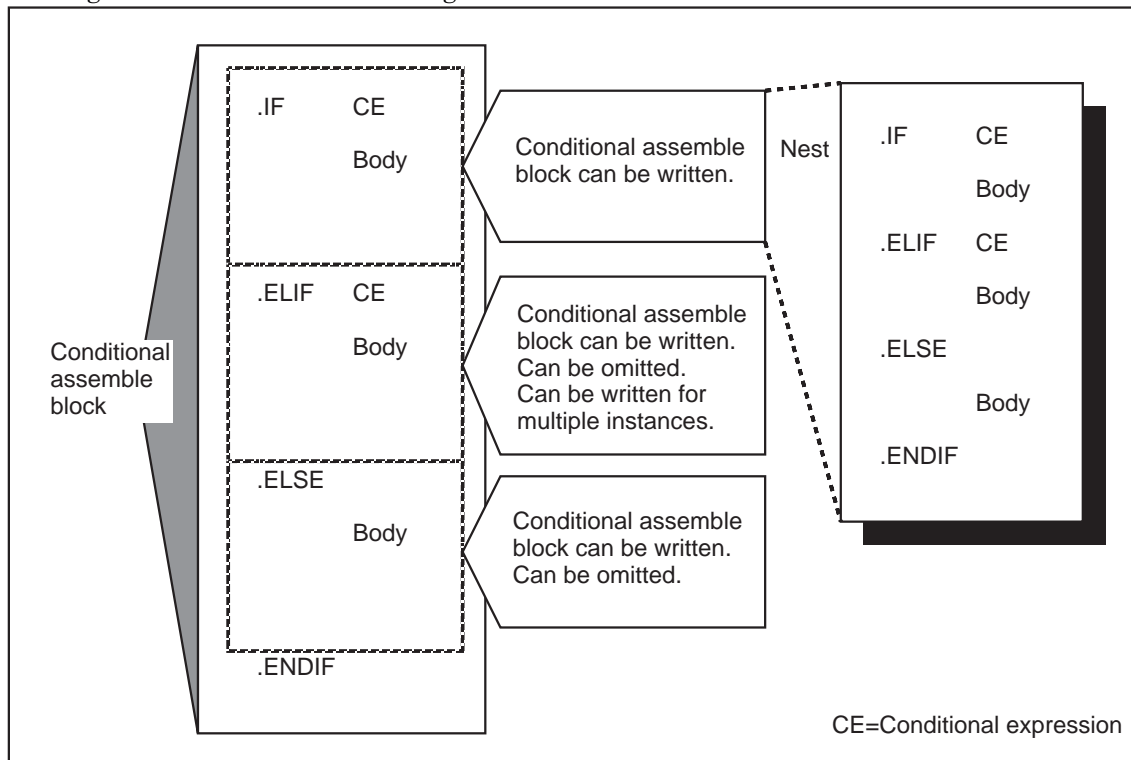 Conditional
assemble
block
.IF CE
Body
.ELIF CE
Body
.ELSE
Body
.ENDIF
Conditional assemble
block can be written.
Conditional assemble
block can be written.
Can be omitted.
Can be written for
multiple instances.
Conditional assemble
block can be written.
Can be omitted.
Nest
.IF CE
Body
.ELIF CE
Body
.ELSE
Body
.ENDIF
CE=Conditional expression